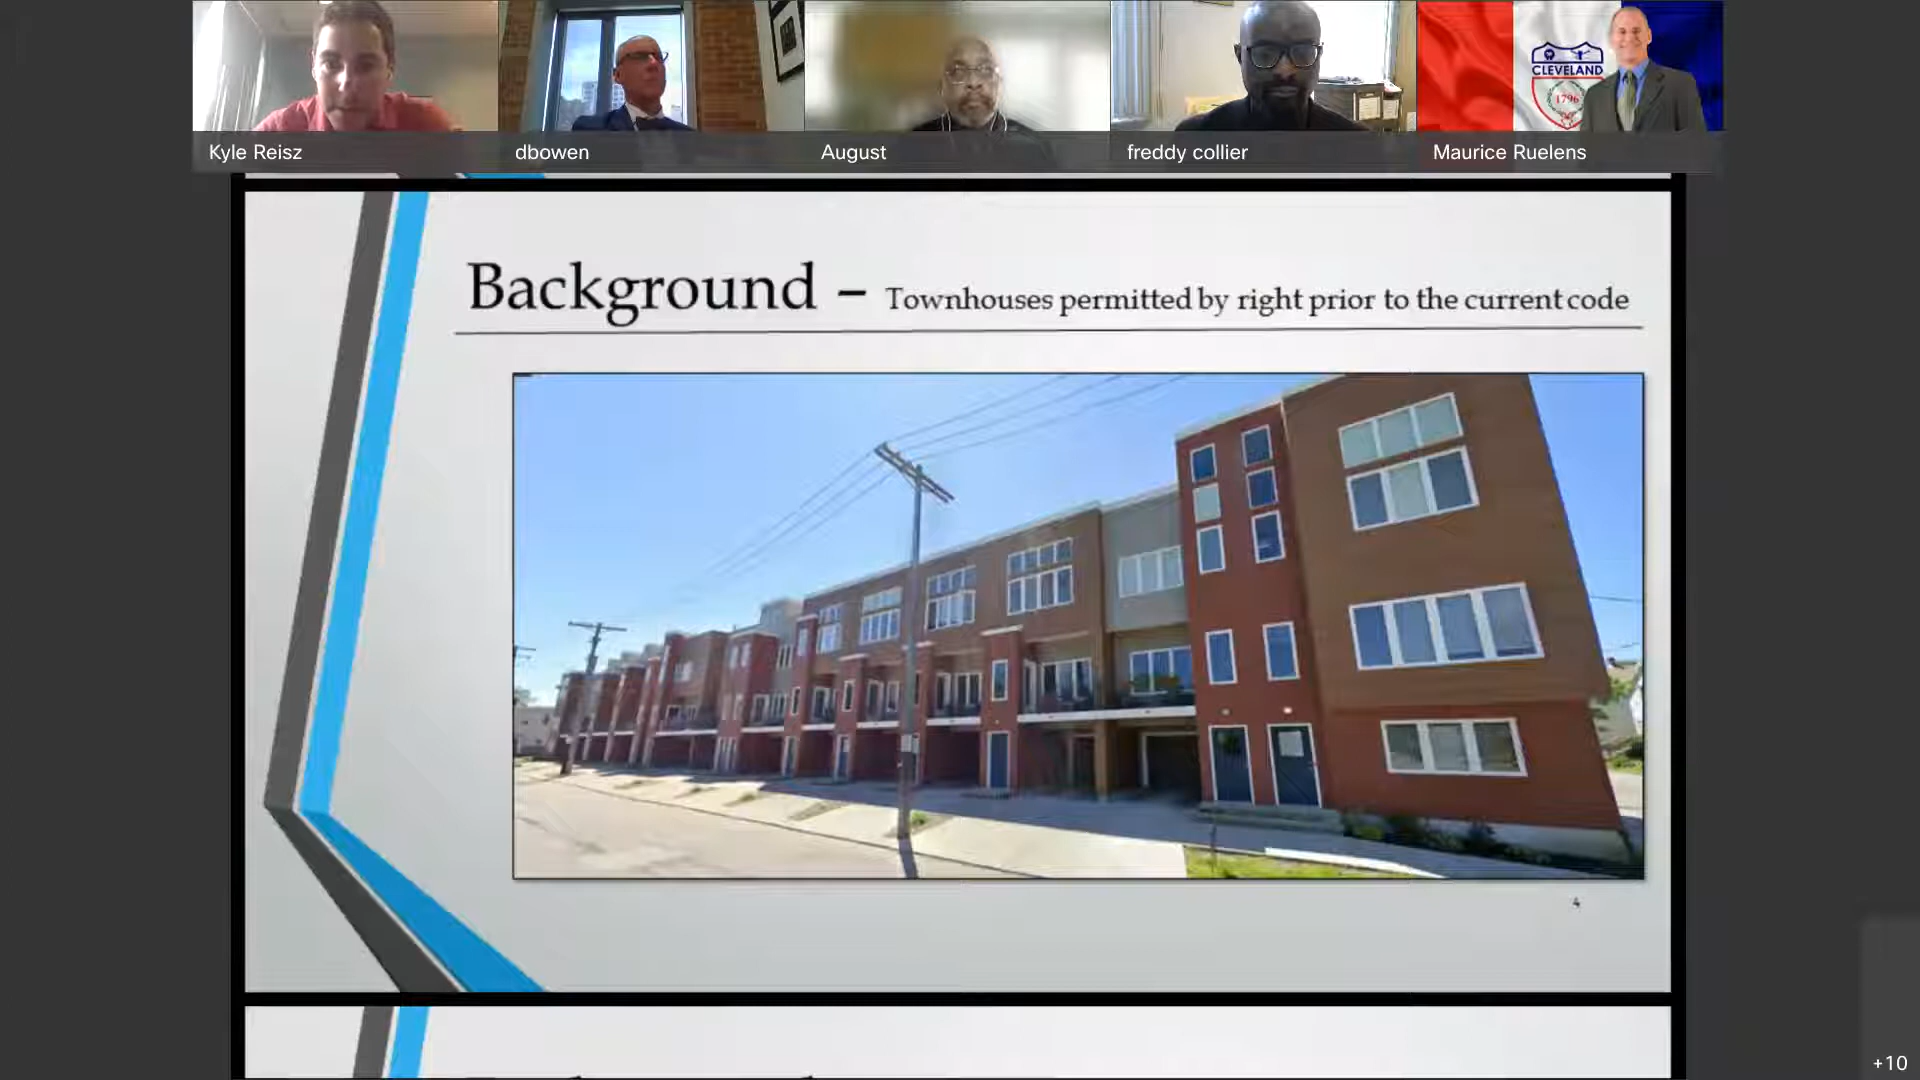 CLEVELAND
1796
Kyle Reisz
dbowen
August
freddy collier
Maurice Ruelens
Background – Townhouses permitted by right prior to the current code
4
+10